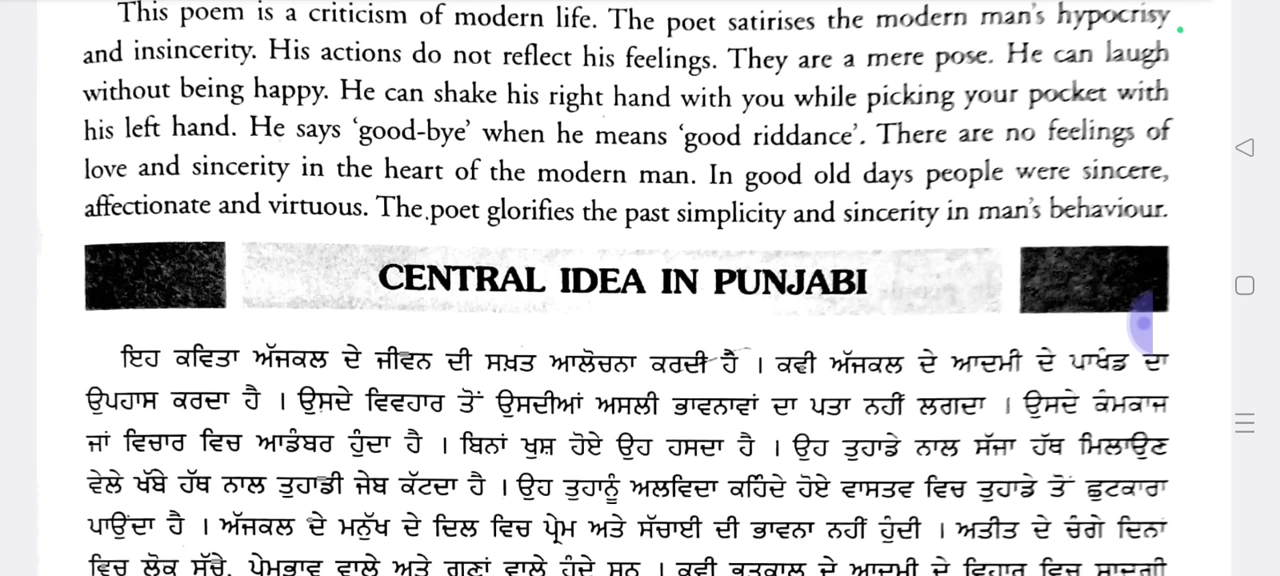 This poem is a criticism of modern life. The poet satirises the modern man's hypocrisy
and insincerity. His actions do not reflect his feelings. They are a mere pose. He can laugh
without being happy. He can shake his right hand with you while picking your pocket with
his left hand. He says 'good-bye' when he means 'good riddance'. There are no feelings of
love and sincerity in the heart of the modern man. In good old days people were sincere,
affectionate and virtuous. The poet glorifies the past simplicity and sincerity in man's behaviour.
CENTRAL IDEA IN PUNJABI
ਇਹ ਕਵਿਤਾ ਅੱਜਕਲ ਦੇ ਜੀਵਨ ਦੀ ਸਖ਼ਤ ਆਲੋਚਨਾ ਕਰਦੀ ਹੈ । ਕਵੀ ਅੱਜਕਲ ਦੇ ਆਦਮੀ ਦੇ ਪਾਖੰਡ ਦਾ
ਉਪਹਾਸ ਕਰਦਾ ਹੈ । ਉਸਦੇ ਵਿਵਹਾਰ ਤੋਂ ਉਸਦੀਆਂ ਅਸਲੀ ਭਾਵਨਾਵਾਂ ਦਾ ਪਤਾ ਨਹੀਂ ਲਗਦਾ । ਉਸਦੇ ਕੰਮਕਾਜ
ਜਾਂ ਵਿਚਾਰ ਵਿਚ ਆਡੰਬਰ ਹੁੰਦਾ ਹੈ । ਬਿਨਾਂ ਖੁਸ਼ ਹੋਏ ਉਹ ਹਸਦਾ ਹੈ । ਉਹ ਤੁਹਾਡੇ ਨਾਲ ਸੱਜਾ ਹੱਥ ਮਿਲਾਉਣ
ਵੇਲੇ ਖੱਬੇ ਹੱਥ ਨਾਲ ਤੁਹਾਡੀ ਜੇਬ ਕੱਟਦਾ ਹੈ । ਉਹ ਤੁਹਾਨੂੰ ਅਲਵਿਦਾ ਕਹਿੰਦੇ ਹੋਏ ਵਾਸਤਵ ਵਿਚ ਤੁਹਾਡੇ ਤੋਂ ਛੁਟਕਾਰਾ
ਪਾਉਂਦਾ ਹੈ । ਅੱਜਕਲ ਦੇ ਮਨੁੱਖ ਦੇ ਦਿਲ ਵਿਚ ਪ੍ਰੇਮ ਅਤੇ ਸੱਚਾਈ ਦੀ ਭਾਵਨਾ ਨਹੀਂ ਹੁੰਦੀ । ਅਤੀਤ ਦੇ ਚੰਗੇ ਦਿਨਾਂ
ਵਿਚ ਲੋਕ ਸੱਚੇ, ਪ੍ਰੇਮਭਾਵ ਵਾਲੇ ਅਤੇ ਗੁਣਾਂ ਵਾਲੇ ਹੁੰਦੇ ਸਨ । ਕਵੀ ਭੂਤਕਾਲ ਦੇ ਆਦਮੀ ਦੇ ਵਿਹਾਰ ਵਿਚ ਸਾਦਗੀ